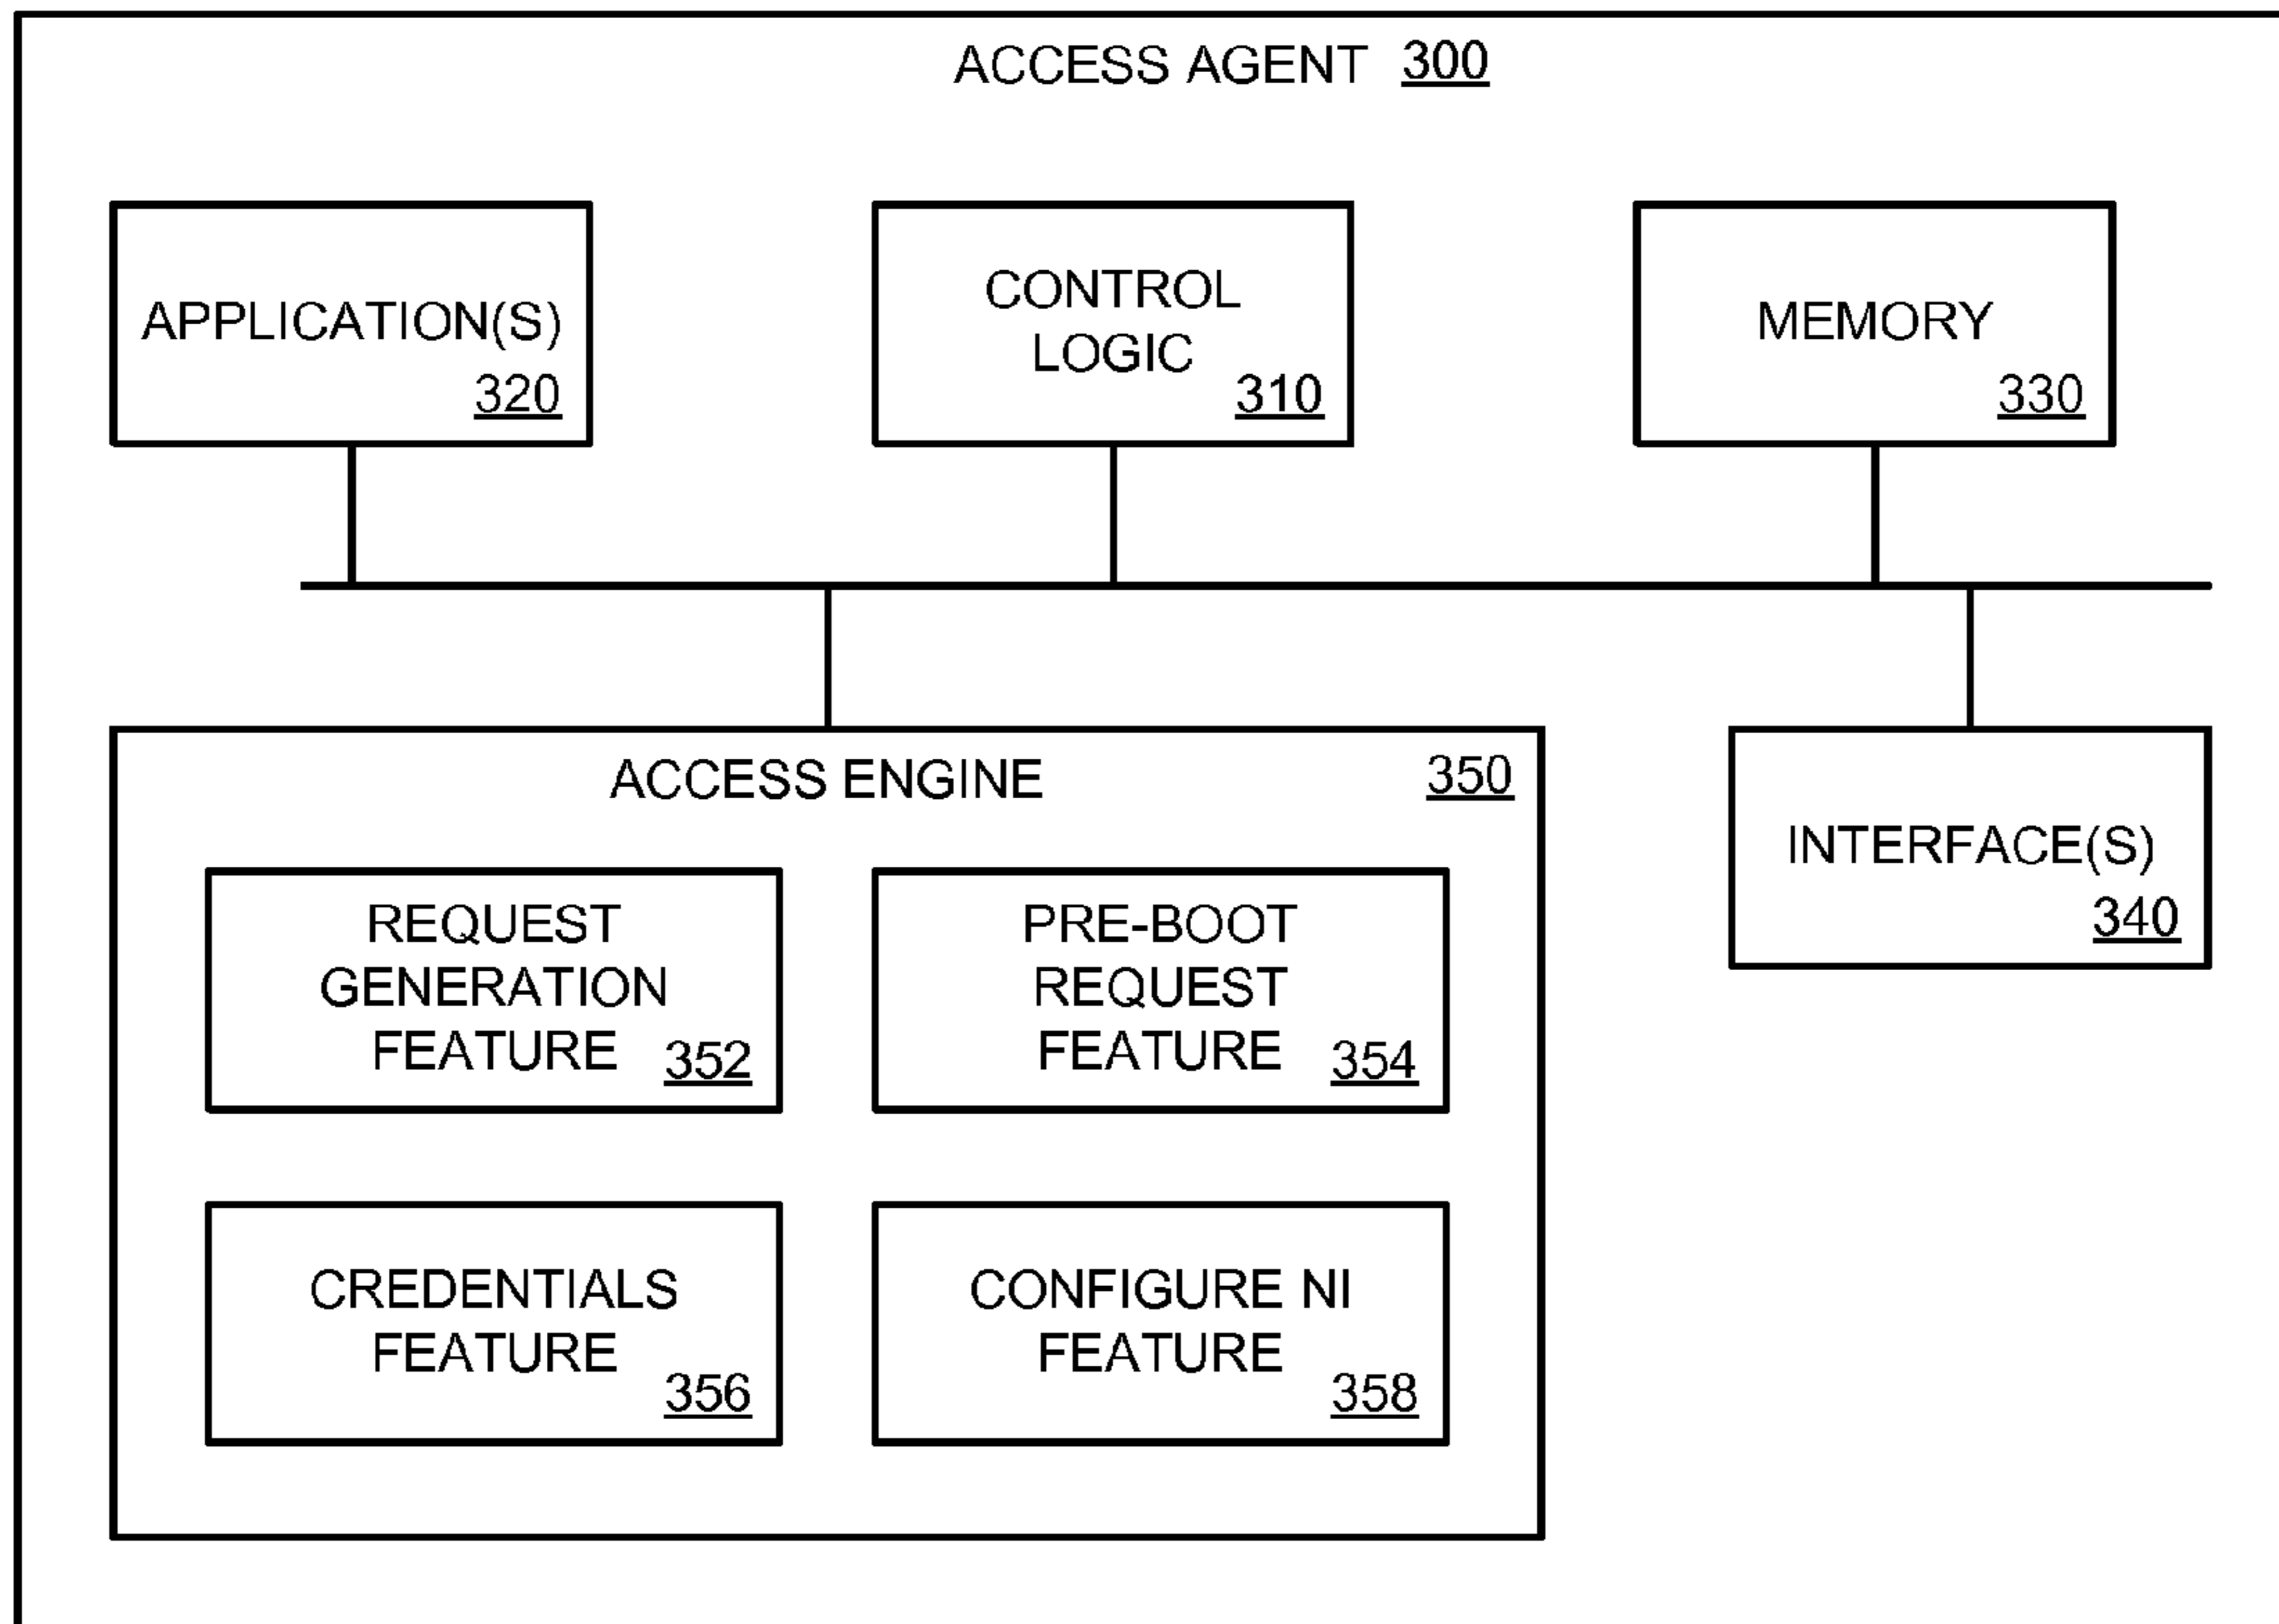 ACCESS AGENT 300
APPLICATION(S)
320
CONTROL
LOGIC
310
MEMORY
330
ACCESS ENGINE 350
REQUEST
GENERATION
FEATURE 352
PRE-BOOT
REQUEST
FEATURE 354
CREDENTIALS
FEATURE
356
CONFIGURE NI
FEATURE
358
INTERFACE(S)
340